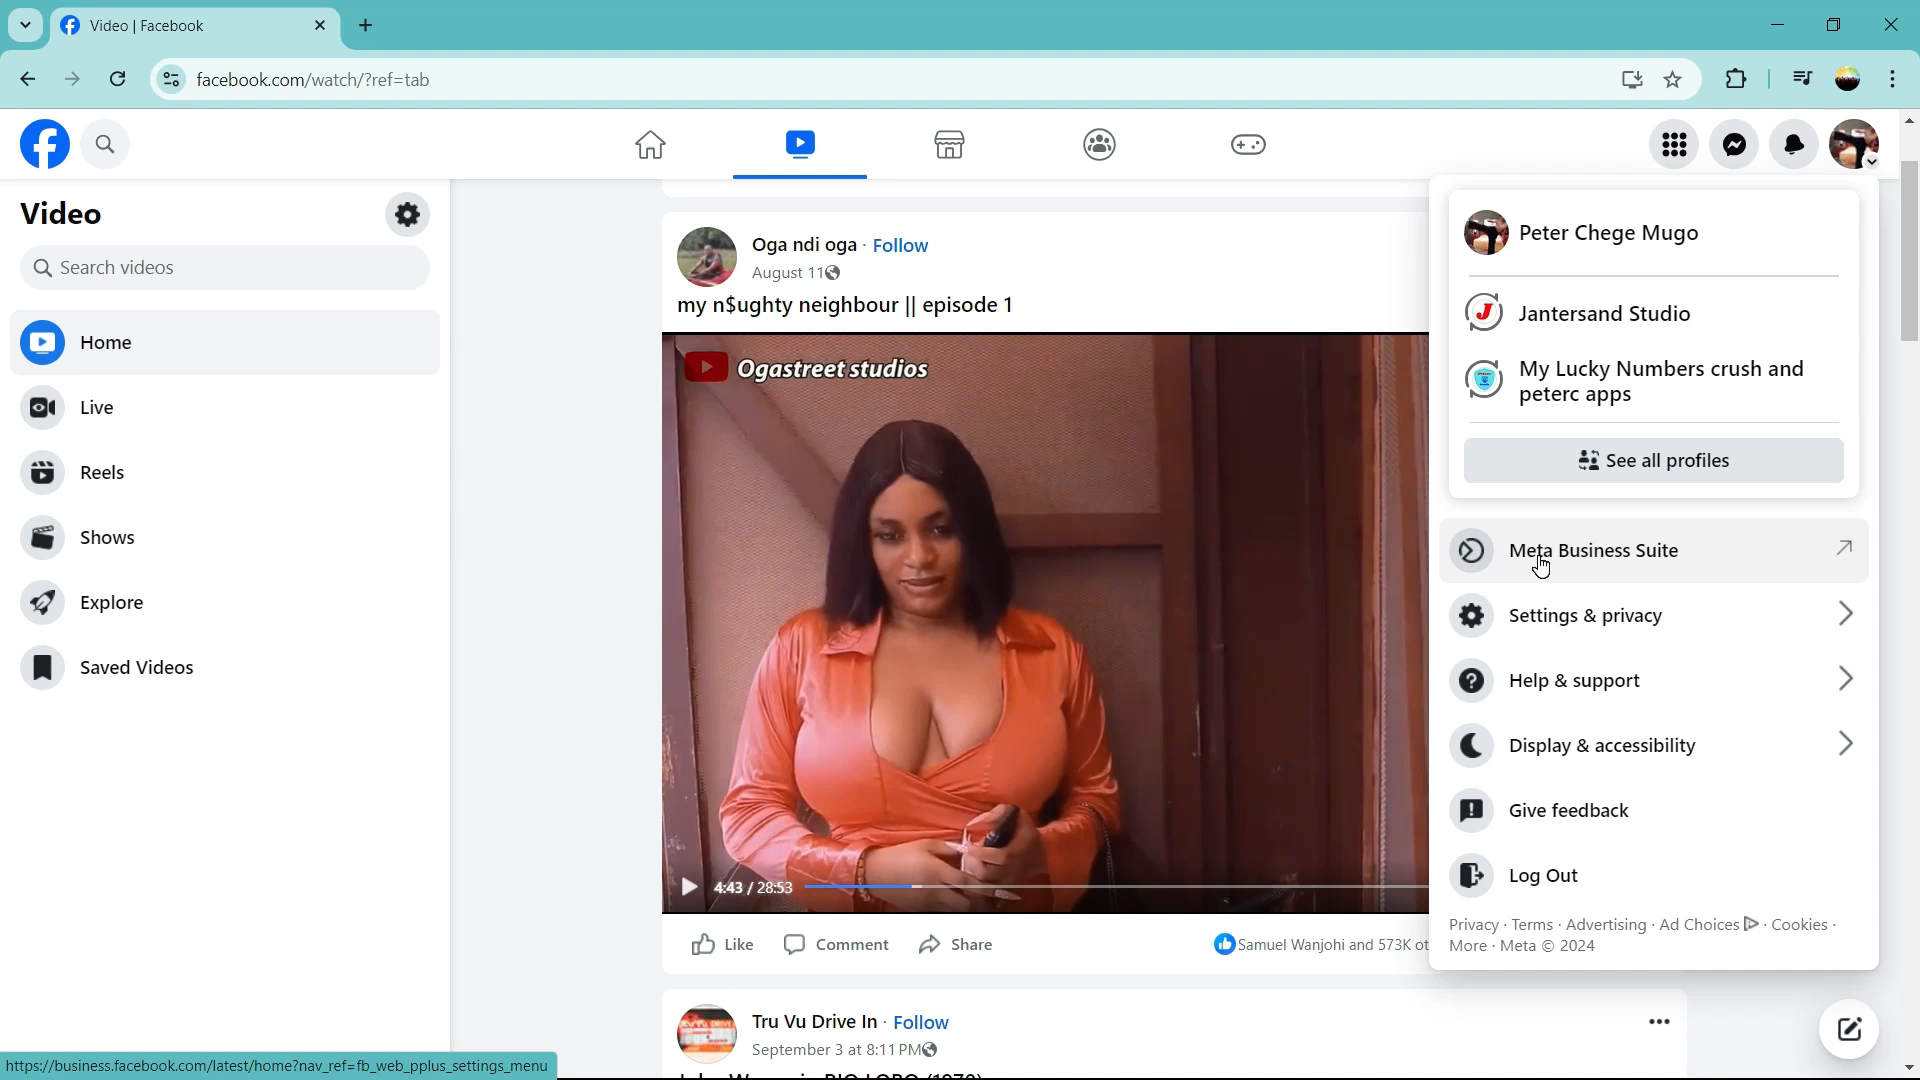 Video | Facebook
facebook.com/watch/?ref=tab
Video
Search videos
Home
Live
Reels
Shows
Explore
Saved Videos
Oga ndi oga · Follow
August 11
my n$ughty neighbour || episode 1
Ogastreet studios
4:43 / 28:53
Like
Comment
Share
Samuel Wanjohi and 573K ot
Tru Vu Drive In · Follow
September 3 at 8:11 PM
Peter Chege Mugo
Jantersand Studio
My Lucky Numbers crush and
peterc apps
See all profiles
Meta Business Suite
Settings & privacy
Help & support
Display & accessibility
Give feedback
Log Out
Privacy · Terms · Advertising · Ad Choices · Cookies ·
More · Meta © 2024
https://business.facebook.com/latest/home?nav_ref=fb_web_pplus_settings_menu